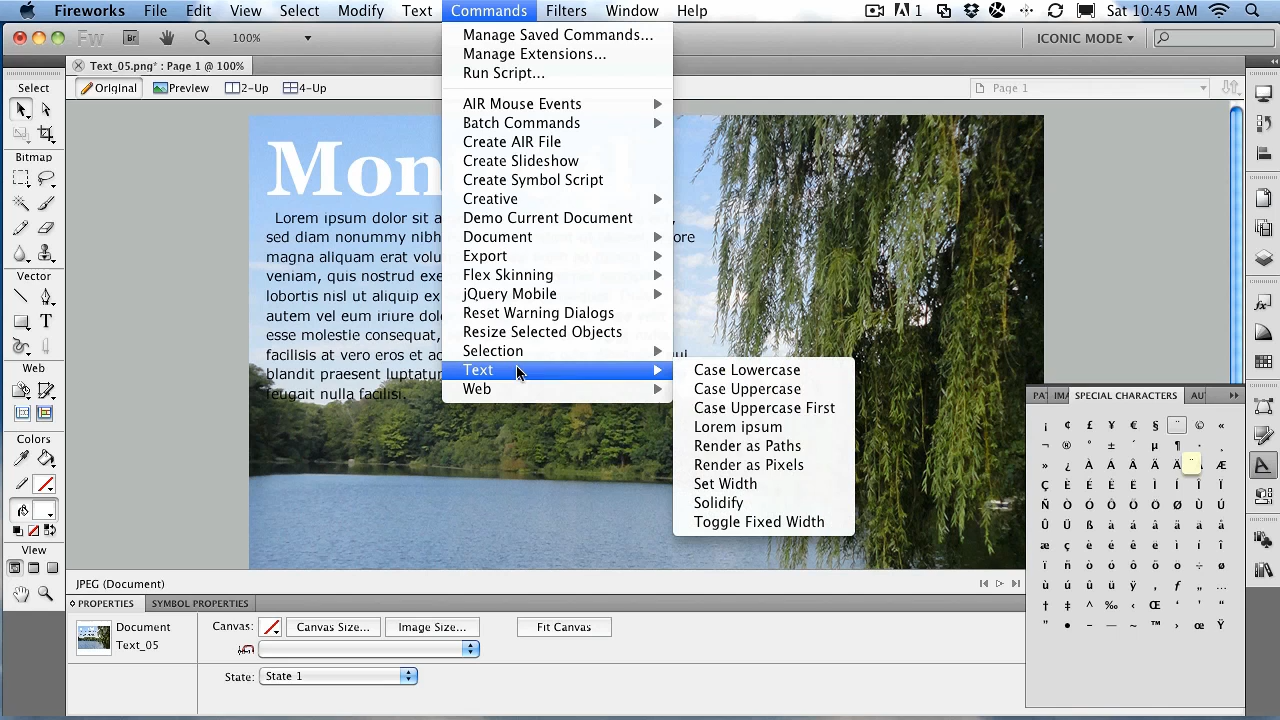 Fireworks File Edit View Select Modify Text Commands Filters Window Help 1 Sat 10:45 AM
Fw Br 100% ICONIC MODE
Text_05.png* : Page 1 @ 100%
Select
Original Preview 2-Up 4-Up Page 1
Manage Saved Commands...
Manage Extensions...
Run Script...
AIR Mouse Events
Batch Commands
Create AIR File
Create Slideshow
Create Symbol Script
Creative
Demo Current Document
Document
Export
Flex Skinning
jQuery Mobile
Reset Warning Dialogs
Resize Selected Objects
Selection
Text
Web
Case Lowercase
Case Uppercase
Case Uppercase First
Lorem ipsum
Render as Paths
Render as Pixels
Set Width
Solidify
Toggle Fixed Width
Mon
Lorem ipsum dolor sit a
sed diam nonummy nibh ore
magna aliquam erat volu
veniam, quis nostrud exe
lobortis nisl ut aliquip ex
autem vel eum iriure dolo
esse molestie consequat,
facilisis at vero eros et ac qui
blandit praesent luptatur
feugait nulla facilisi.
Bitmap
Vector
Web
Colors
View
SPECIAL CHARACTERS
¡ ¢ £ ¥ € § ¨ © «
¬ ® ° ± ´ µ ¶ · ¸
» ¿ À Á Â Ã Ä ¨ Æ
Ç È É Ê Ë Ì Í Î Ï
Ñ Ò Ó Ô Õ Ö Ø Ù Ú
Û Ü ß à á â ã ä å
æ ç è é ê ë ì í î
ï ñ ò ó ô õ ö ÷ ø
ù ú û ü ÿ ‚ ƒ „ …
† ‡ ^ ‰ ‹ Œ ‘ ’ “
” • – — ~ ™ › œ Ÿ
JPEG (Document)
PROPERTIES SYMBOL PROPERTIES
Document
Text_05
Canvas: Canvas Size... Image Size... Fit Canvas
State: State 1